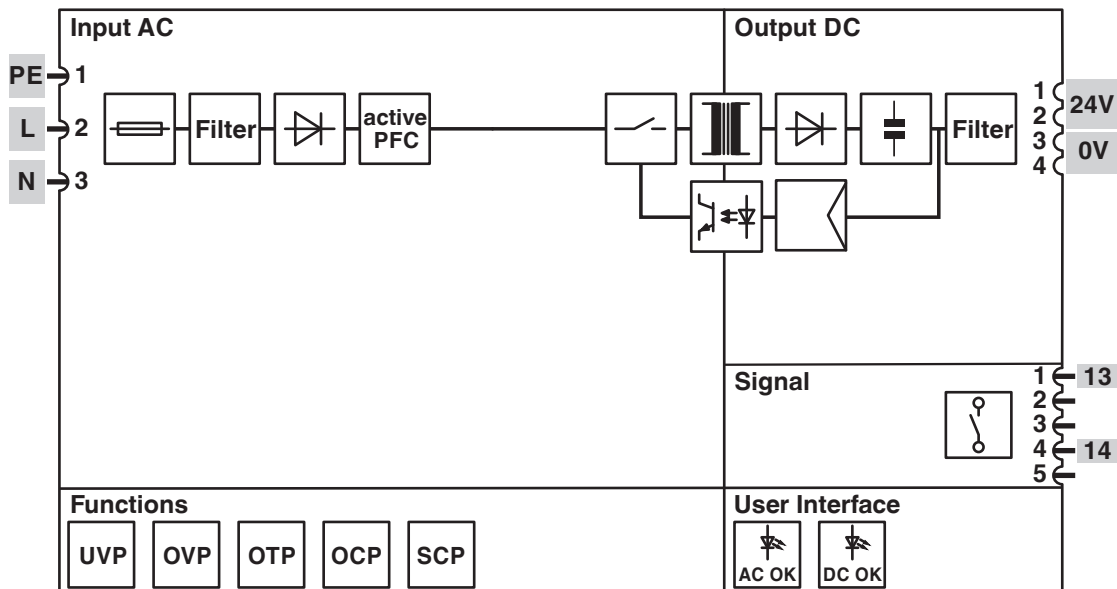 Input AC
Output DC
PE 1
L 2
N 3
Filter
active
PFC
Filter
1
2
3
4
24V
0V
Signal
1 13
2
3
4 14
5
Functions
UVP OVP OTP OCP SCP
User Interface
AC OK DC OK